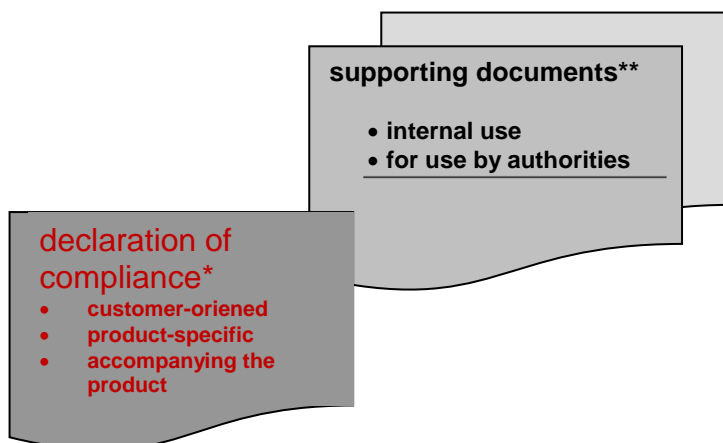 supporting documents**
• internal use
• for use by authorities
declaration of
compliance*
• customer-oriened
• product-specific
• accompanying the
product